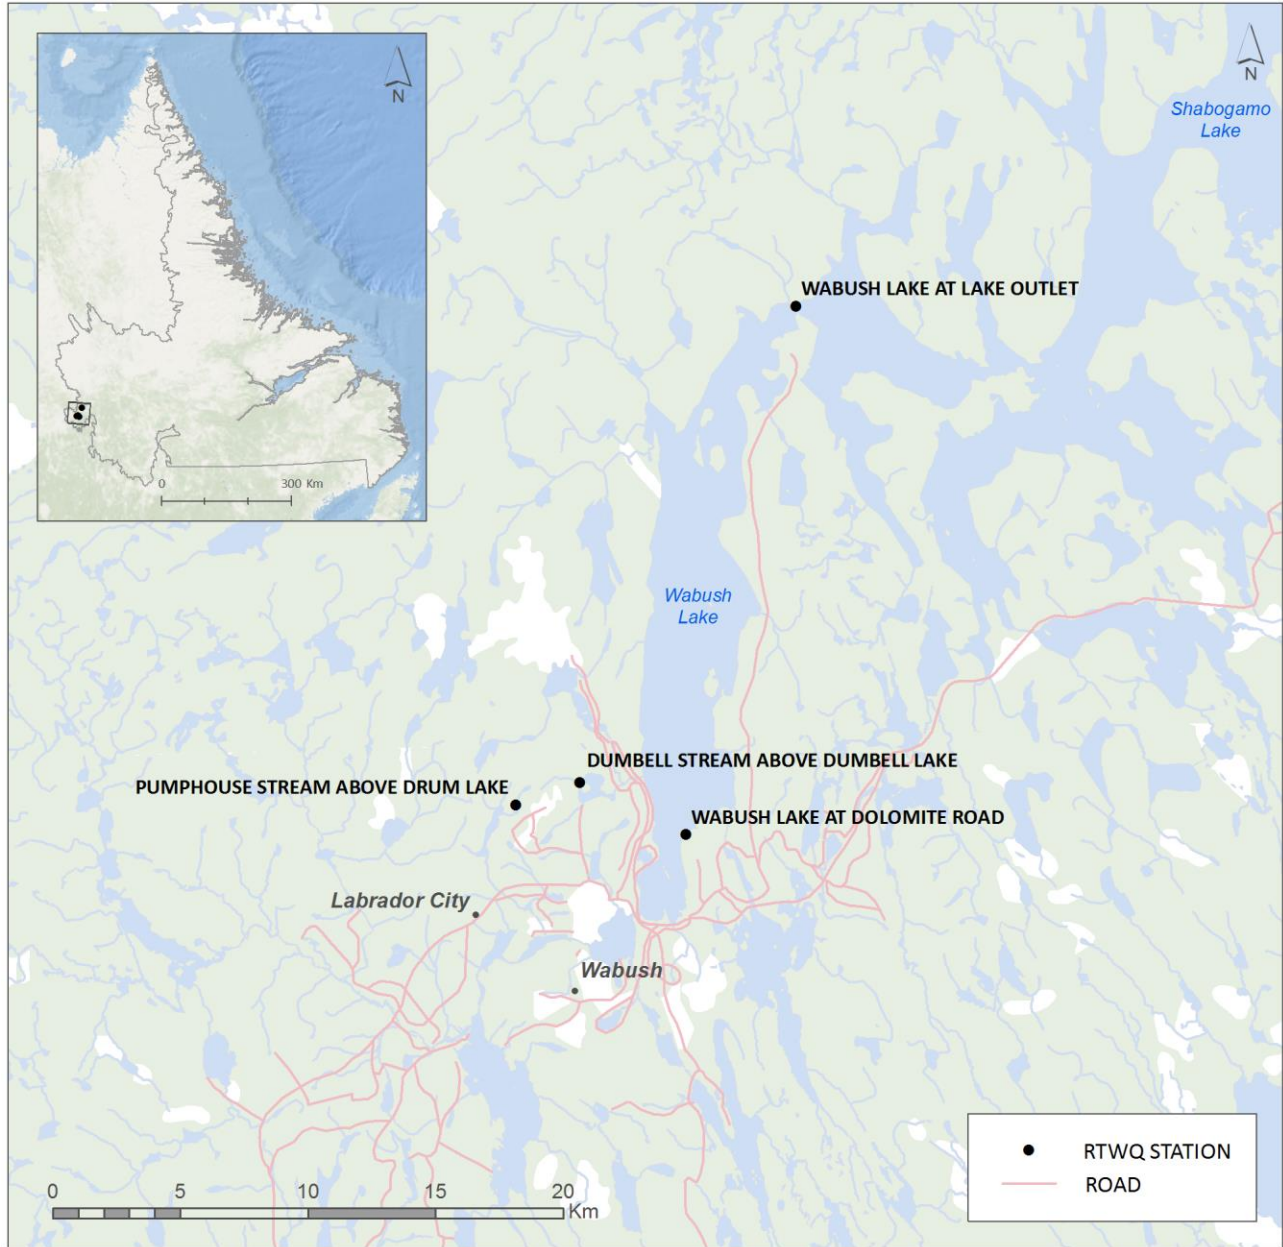 N
N
Shabogamo
Lake
0 300 Km
WABUSH LAKE AT LAKE OUTLET
Wabush
Lake
DUMBELL STREAM ABOVE DUMBELL LAKE
PUMPHOUSE STREAM ABOVE DRUM LAKE
WABUSH LAKE AT DOLOMITE ROAD
Labrador City
Wabush
0 5 10 15 20
Km
RTWQ STATION
ROAD